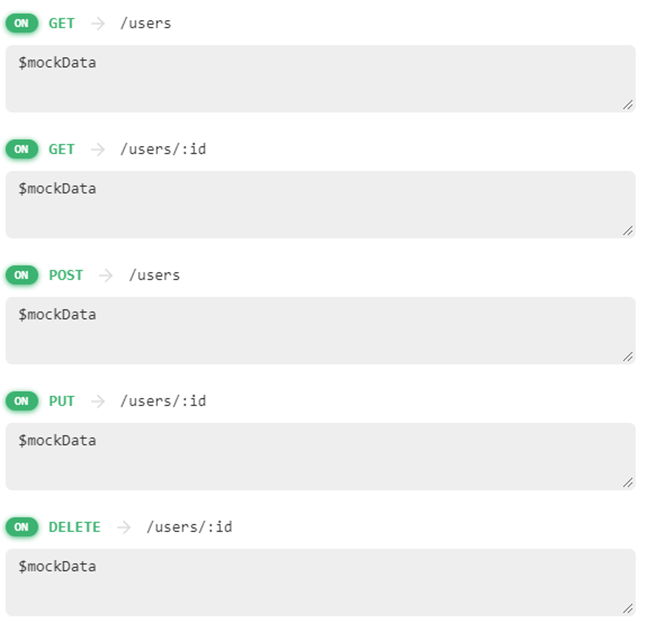 ON GET → /users
$mockData
ON GET → /users/:id
$mockData
ON POST → /users
$mockData
ON PUT → /users/:id
$mockData
ON DELETE → /users/:id
$mockData